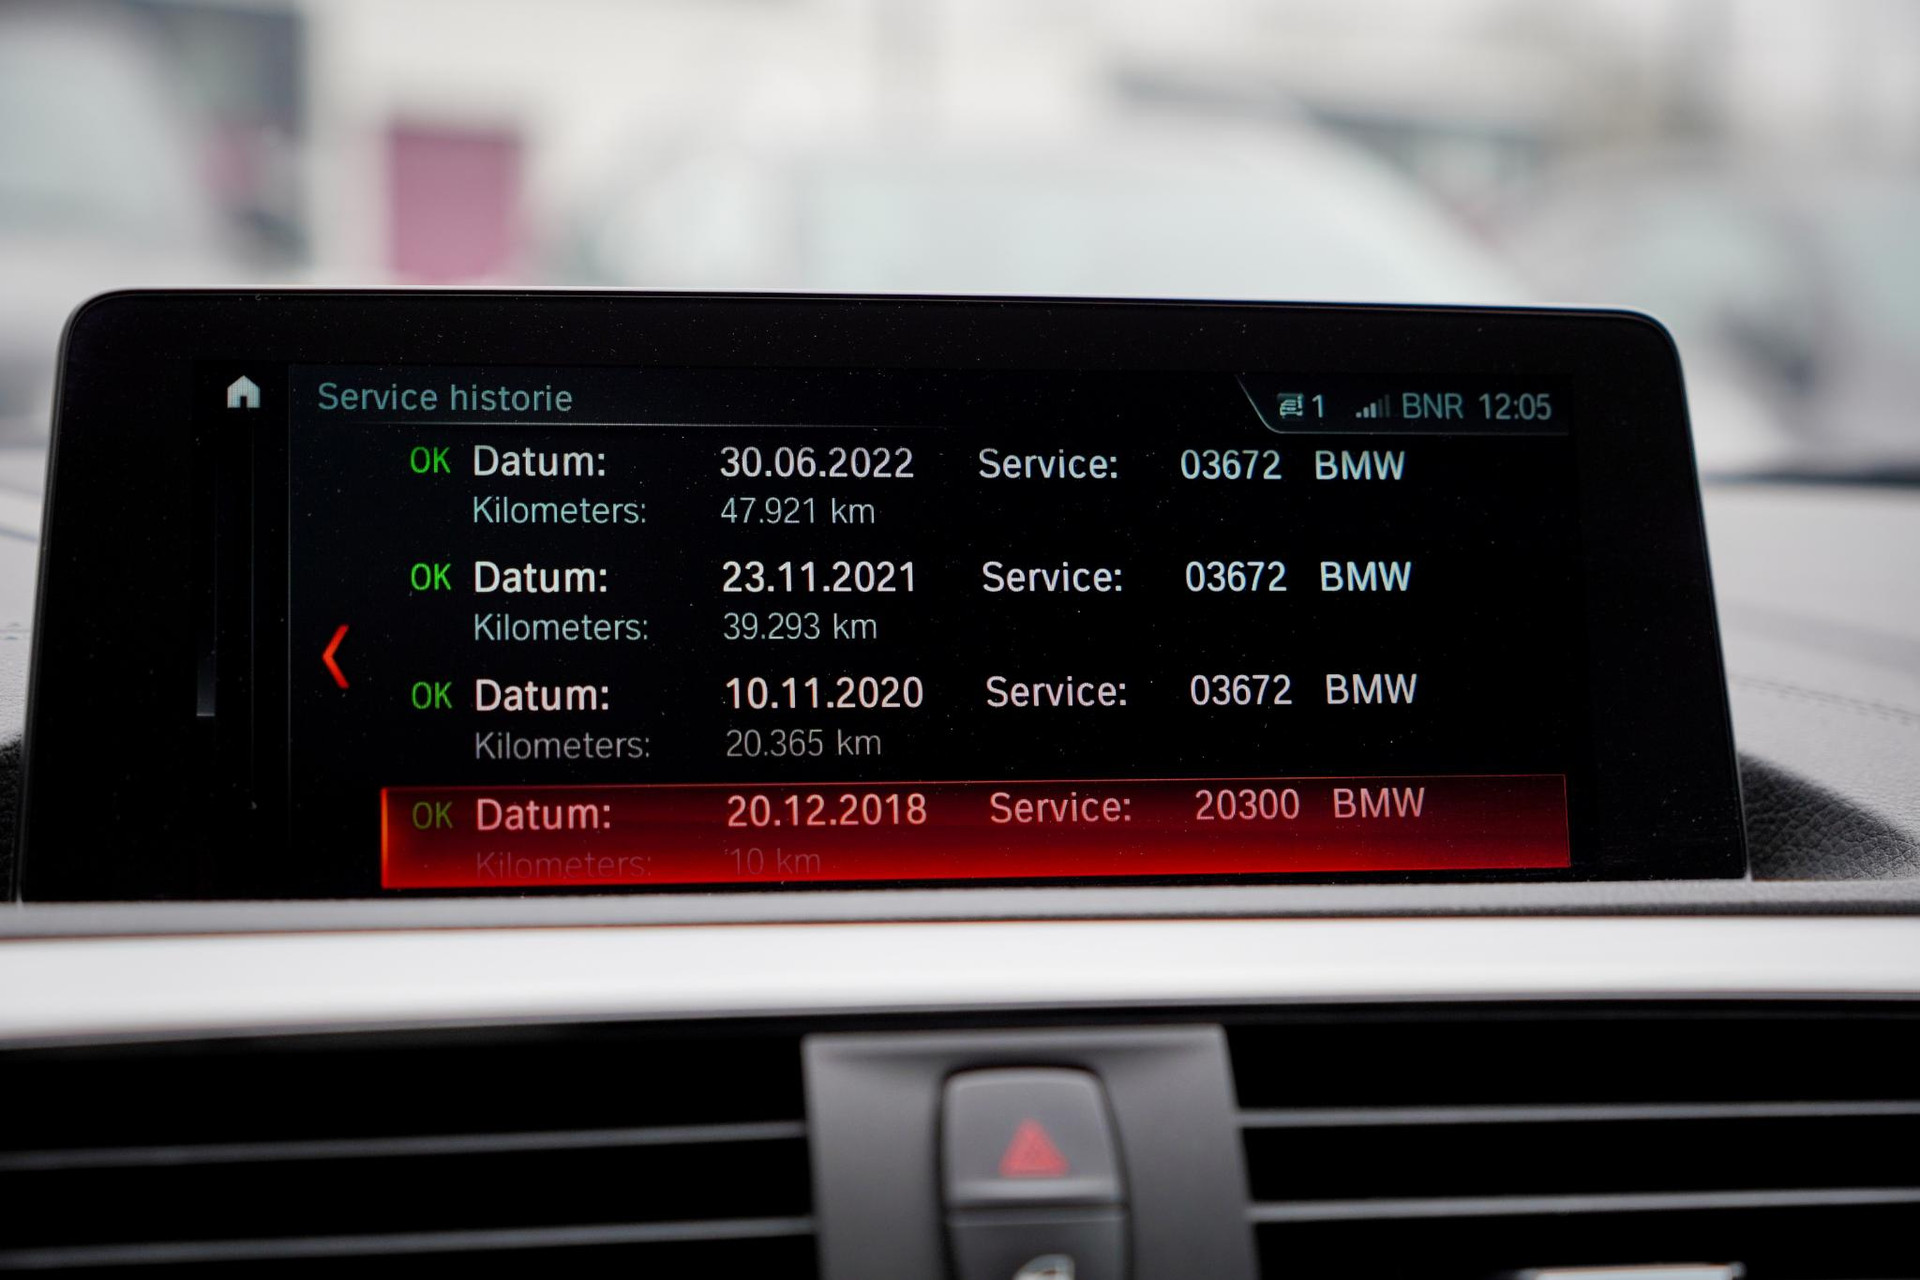 Service historie
1 BNR 12:05
OK Datum: 30.06.2022 Service: 03672 BMW
Kilometers: 47.921 km
OK Datum: 23.11.2021 Service: 03672 BMW
Kilometers: 39.293 km
OK Datum: 10.11.2020 Service: 03672 BMW
Kilometers: 20.365 km
OK Datum: 20.12.2018 Service: 20300 BMW
Kilometers: 10 km